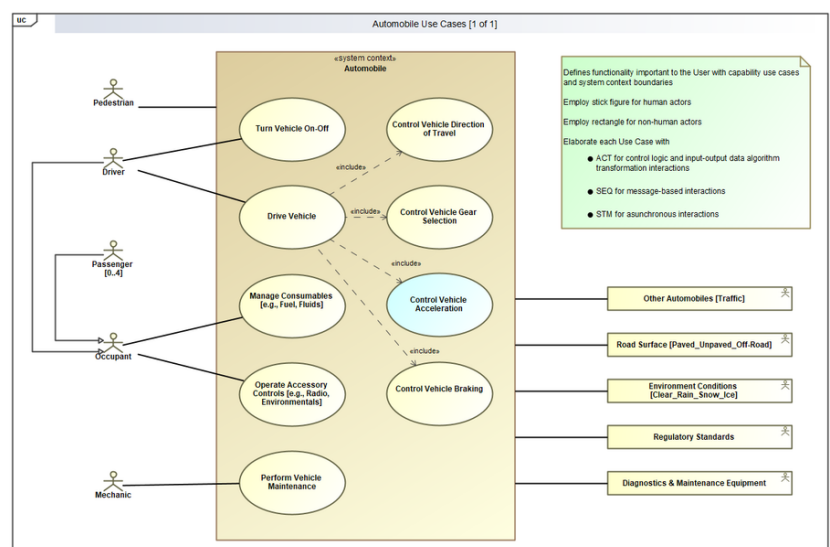 uc
Automobile Use Cases [1 of 1]
«system context»
Automobile
Pedestrian
Driver
Passenger
[0..4]
Occupant
Mechanic
Turn Vehicle On-Off
Drive Vehicle
Manage Consumables
[e.g., Fuel, Fluids]
Operate Accessory
Controls [e.g., Radio,
Environmentals]
Perform Vehicle
Maintenance
«include»
«include»
«include»
«include»
Control Vehicle Direction
of Travel
Control Vehicle Gear
Selection
Control Vehicle
Acceleration
Control Vehicle Braking
Defines functionality important to the User with capability use cases
and system context boundaries
Employ stick figure for human actors
Employ rectangle for non-human actors
Elaborate each Use Case with
● ACT for control logic and input-output data algorithm
transformation interactions
● SEQ for message-based interactions
● STM for asunchronous interactions
Other Automobiles [Traffic]
Road Surface [Paved_Unpaved_Off-Road]
Environment Conditions
[Clear_Rain_Snow_Ice]
Regulatory Standards
Diagnostics & Maintenance Equipment